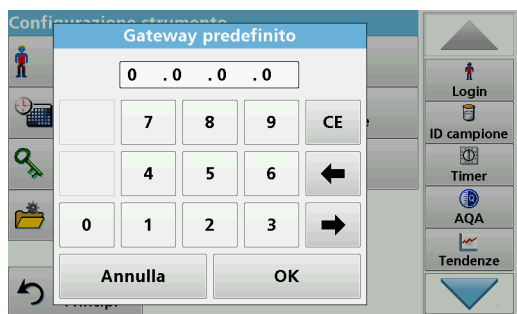 Configurazione strumento
Gateway predefinito
0 .0 .0 .0
7 8 9 CE
4 5 6
0 1 2 3
Annulla OK
Login
ID campione
Timer
AQA
Tendenze